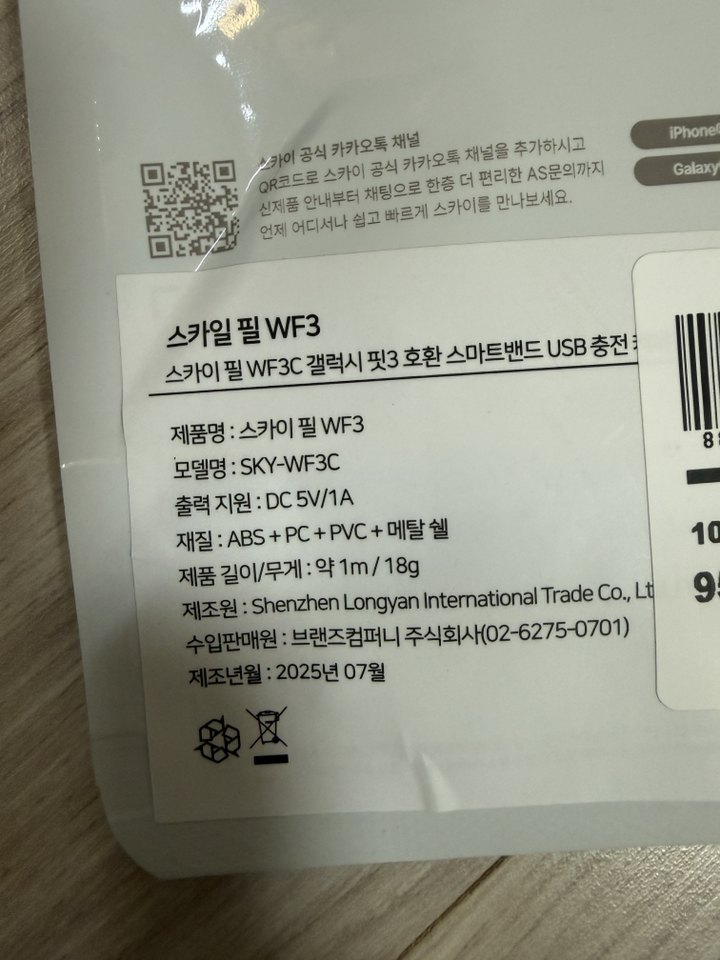 스카이 공식 카카오톡 채널
QR코드로 스카이 공식 카카오톡 채널을 추가하시고
신제품 안내부터 채팅으로 한층 더 편리한 AS문의까지
언제 어디서나 쉽고 빠르게 스카이를 만나보세요.
iPhone
Galaxy
스카일 필 WF3
스카이 필 WF3C 갤럭시 핏3 호환 스마트밴드 USB 충전
제품명 : 스카이 필 WF3
모델명 : SKY-WF3C
출력 지원 : DC 5V/1A
재질 : ABS + PC + PVC + 메탈 쉘
제품 길이/무게 : 약 1m / 18g
제조원 : Shenzhen Longyan International Trade Co., Lt
수입판매원 : 브랜즈컴퍼니 주식회사(02-6275-0701)
제조년월 : 2025년 07월
8
10